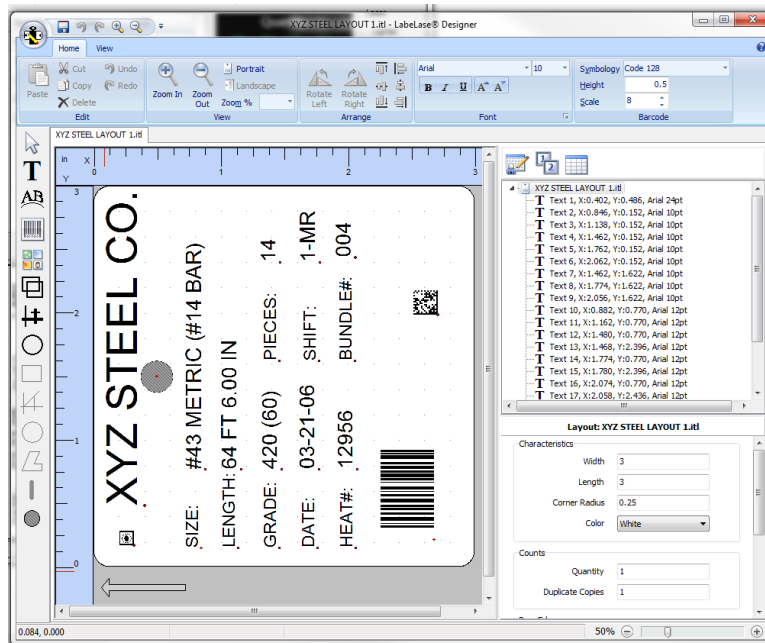 XYZ STEEL LAYOUT 1.itl - LabeLase® Designer
Home View
Paste
Cut
Copy
Delete
Undo
Redo
Edit
Zoom In
Zoom Out
Portrait
Landscape
Zoom %
View
Rotate Left
Rotate Right
Arrange
Arial 10
B I U A A
Font
Symbology Code 128
Height 0.5
Scale 8
Barcode
XYZ STEEL LAYOUT 1.itl
T
AB
in X
Y
0 1 2 3
3
2
1
0
XYZ STEEL CO.
SIZE: #43 METRIC (#14 BAR)
LENGTH: 64 FT 6.00 IN
GRADE: 420 (60) PIECES: 14
DATE: 03-21-06 SHIFT: 1-MR
HEAT#: 12956 BUNDLE#: 004
1 2
XYZ STEEL LAYOUT 1.itl
T Text 1, X:0.402, Y:0.486, Arial 24pt
T Text 2, X:0.846, Y:0.152, Arial 10pt
T Text 3, X:1.138, Y:0.152, Arial 10pt
T Text 4, X:1.462, Y:0.152, Arial 10pt
T Text 5, X:1.762, Y:0.152, Arial 10pt
T Text 6, X:2.062, Y:0.152, Arial 10pt
T Text 7, X:1.462, Y:1.622, Arial 10pt
T Text 8, X:1.774, Y:1.622, Arial 10pt
T Text 9, X:2.056, Y:1.622, Arial 10pt
T Text 10, X:0.882, Y:0.770, Arial 12pt
T Text 11, X:1.162, Y:0.770, Arial 12pt
T Text 12, X:1.480, Y:0.770, Arial 12pt
T Text 13, X:1.468, Y:2.396, Arial 12pt
T Text 14, X:1.774, Y:0.770, Arial 12pt
T Text 15, X:1.780, Y:2.396, Arial 12pt
T Text 16, X:2.074, Y:0.770, Arial 12pt
T Text 17, X:2.058, Y:2.436, Arial 12pt
Layout: XYZ STEEL LAYOUT 1.itl
Characteristics
Width 3
Length 3
Corner Radius 0.25
Color White
Counts
Quantity 1
Duplicate Copies 1
0.084, 0.000
50%